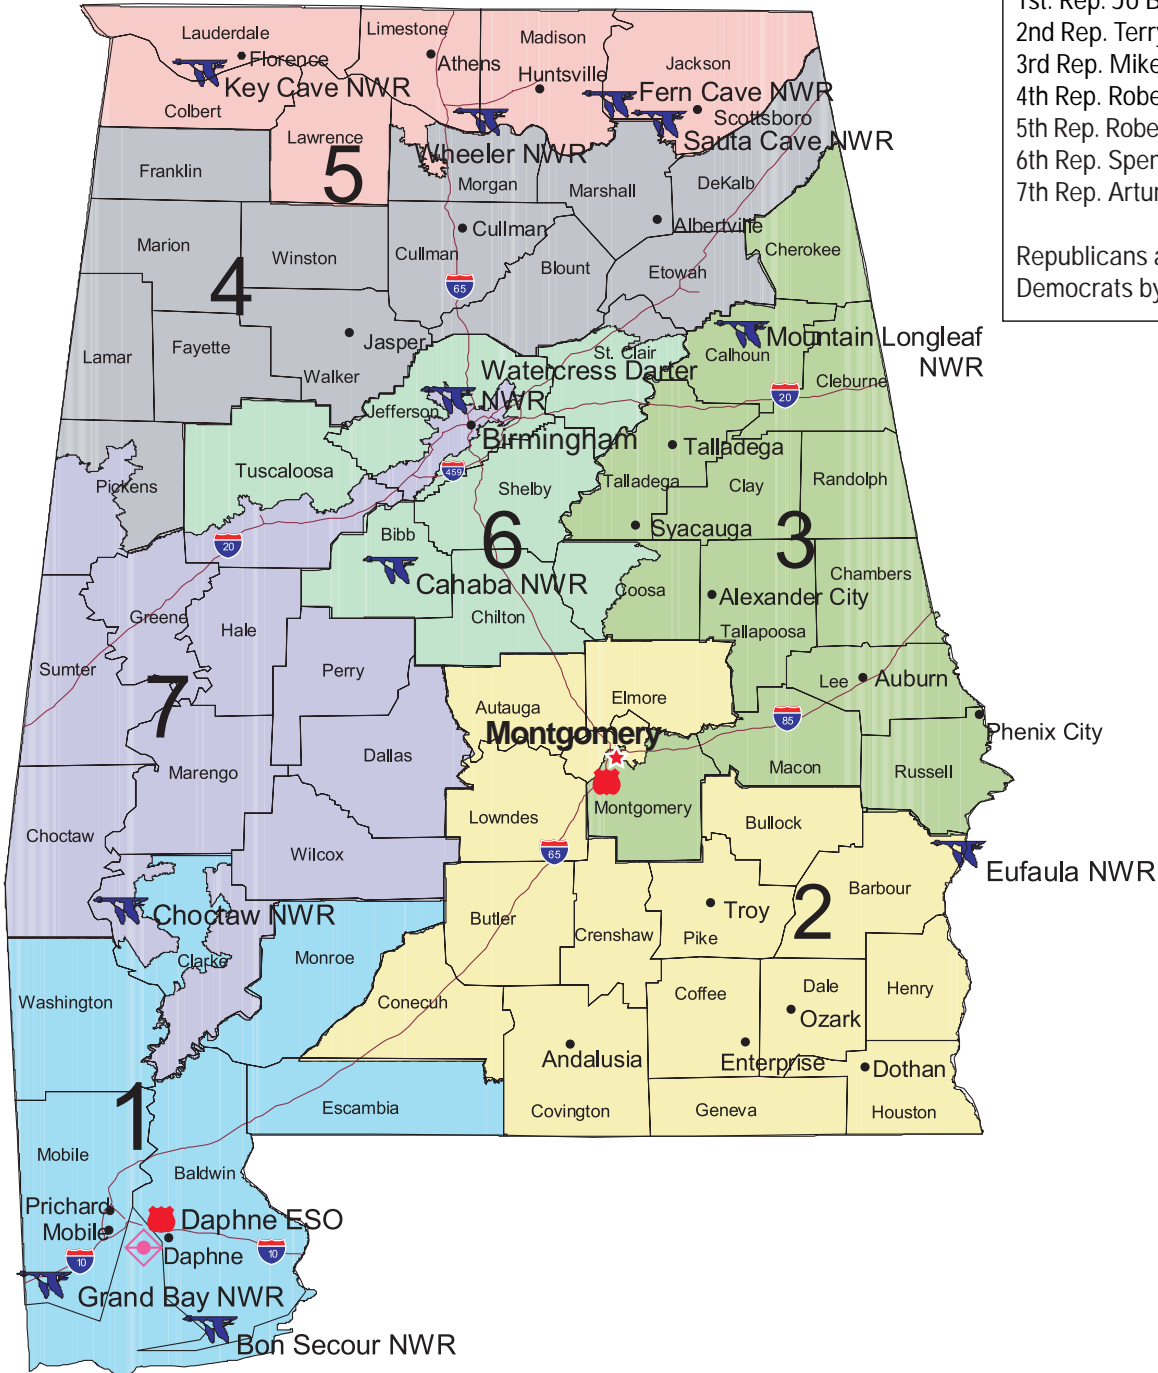 1st. Rep. Jo B
2nd Rep. Terry
3rd Rep. Mike
4th Rep. Robe
5th Rep. Robe
6th Rep. Spen
7th Rep. Artur
Republicans a
Democrats by
Lauderdale
Limestone
Madison
Jackson
Florence
Athens
Huntsville
Key Cave NWR
Fern Cave NWR
Colbert
Scottsboro
Lawrence
Wheeler NWR
Sauta Cave NWR
5
Franklin
Morgan
Marshall
DeKalb
Albertville
Cullman
Marion
Winston
Cullman
Blount
Etowah
Cherokee
4
65
Jasper
Lamar
Fayette
Walker
St. Clair
Calhoun
Mountain Longleaf
NWR
Watercress Darter
NWR
Cleburne
20
Jefferson
Birmingham
Talladega
Tuscaloosa
459
Pickens
Shelby
Talladega
Clay
Randolph
Syacauga
20
Bibb
6
3
Cahaba NWR
Chambers
Coosa
Alexander City
Greene
Hale
Chilton
Tallapoosa
Sumter
Perry
Lee
Auburn
7
Autauga
Elmore
85
Phenix City
Montgomery
Marengo
Dallas
Macon
Russell
Montgomery
Lowndes
Bullock
Choctaw
Wilcox
65
Eufaula NWR
Barbour
Choctaw NWR
Butler
Troy
2
Crenshaw
Pike
Clarke
Monroe
Washington
Conecuh
Coffee
Dale
Henry
Ozark
Andalusia
Enterprise
Dothan
1
Escambia
Covington
Geneva
Houston
Mobile
Baldwin
Prichard
Mobile
Daphne ESO
10
Daphne
10
Grand Bay NWR
Bon Secour NWR